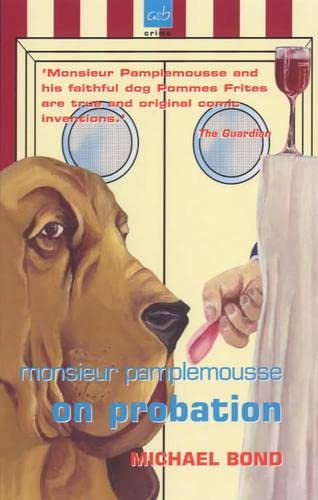 a&b
crime
'Monsieur Pamplemousse and
his faithful dog Pommes Frites
are true and original comic
inventions.'
The Guardian
monsieur pamplemousse
on probation
MICHAEL BOND